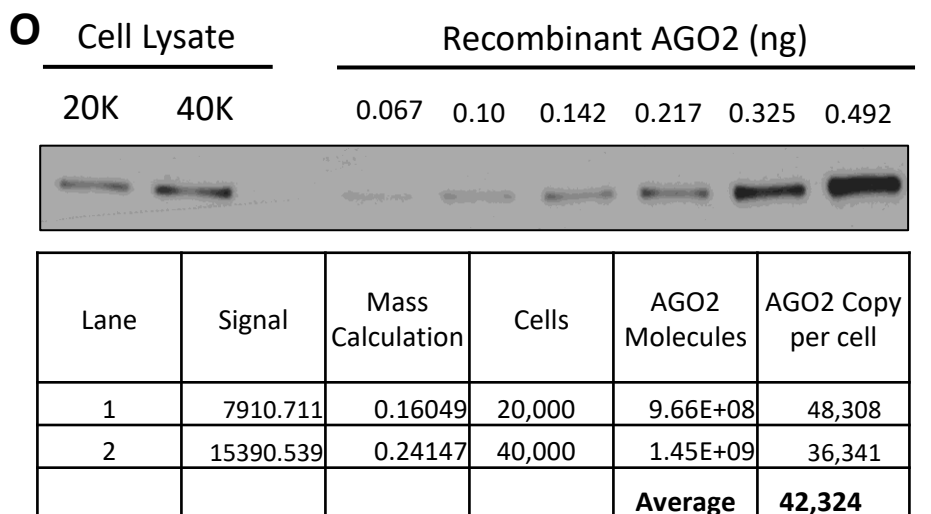 O Cell Lysate Recombinant AGO2 (ng)
20K 40K 0.067 0.10 0.142 0.217 0.325 0.492
Lane Signal Mass Calculation Cells AGO2 Molecules AGO2 Copy per cell
1 7910.711 0.16049 20,000 9.66E+08 48,308
2 15390.539 0.24147 40,000 1.45E+09 36,341
Average 42,324